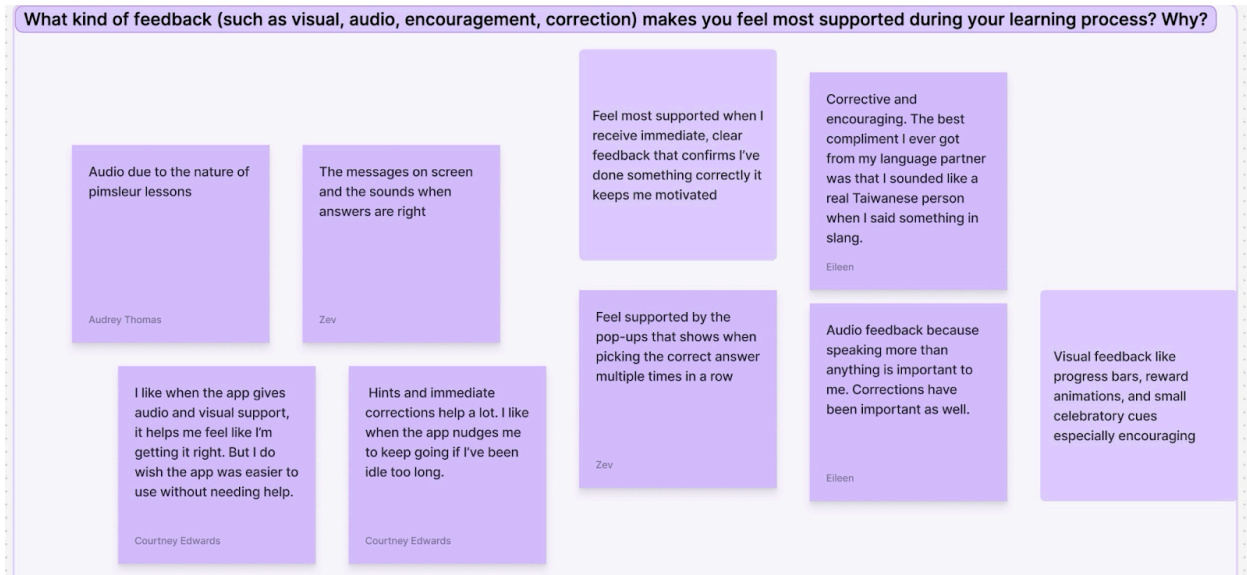 What kind of feedback (such as visual, audio, encouragement, correction) makes you feel most supported during your learning process? Why?
Audio due to the nature of
pimsleur lessons
Audrey Thomas
The messages on screen
and the sounds when
answers are right
Zev
Feel most supported when I
receive immediate, clear
feedback that confirms I've
done something correctly it
keeps me motivated
Corrective and
encouraging. The best
compliment I ever got
from my language partner
was that I sounded like a
real Taiwanese person
when I said something in
slang.
Eileen
I like when the app gives
audio and visual support,
it helps me feel like I'm
getting it right. But I do
wish the app was easier to
use without needing help.
Courtney Edwards
Hints and immediate
corrections help a lot. I like
when the app nudges me
to keep going if I've been
idle too long.
Courtney Edwards
Feel supported by the
pop-ups that shows when
picking the correct answer
multiple times in a row
Zev
Audio feedback because
speaking more than
anything is important to
me. Corrections have
been important as well.
Eileen
Visual feedback like
progress bars, reward
animations, and small
celebratory cues
especially encouraging